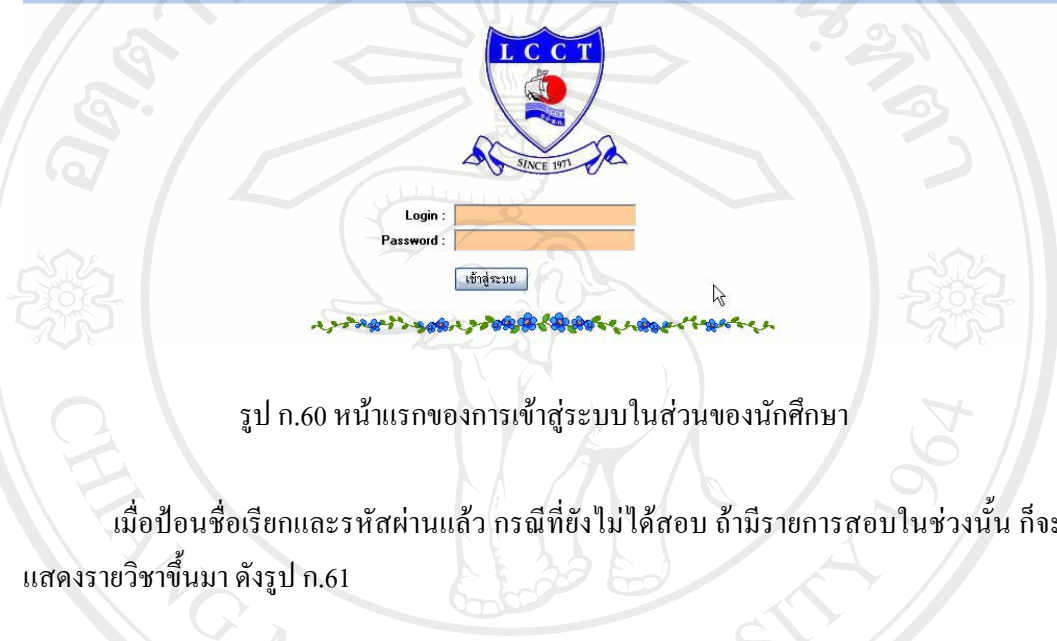 LCCT
LCCT
SINCE 1971
Login :
Password :
เข้าสู่ระบบ
รูป ก.60 หน้าแรกของการเข้าสู่ระบบในส่วนของนักศึกษา
เมื่อป้อนชื่อเรียกและรหัสผ่านแล้ว กรณีที่ยังไม่ได้สอบ ถ้ามีรายการสอบในช่วงนั้น ก็จะ
แสดงรายวิชาขึ้นมา ดังรูป ก.61
1964